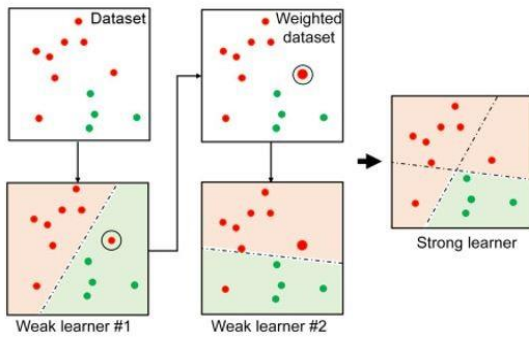 Dataset
Weighted
dataset
Weak learner #1
Weak learner #2
Strong learner